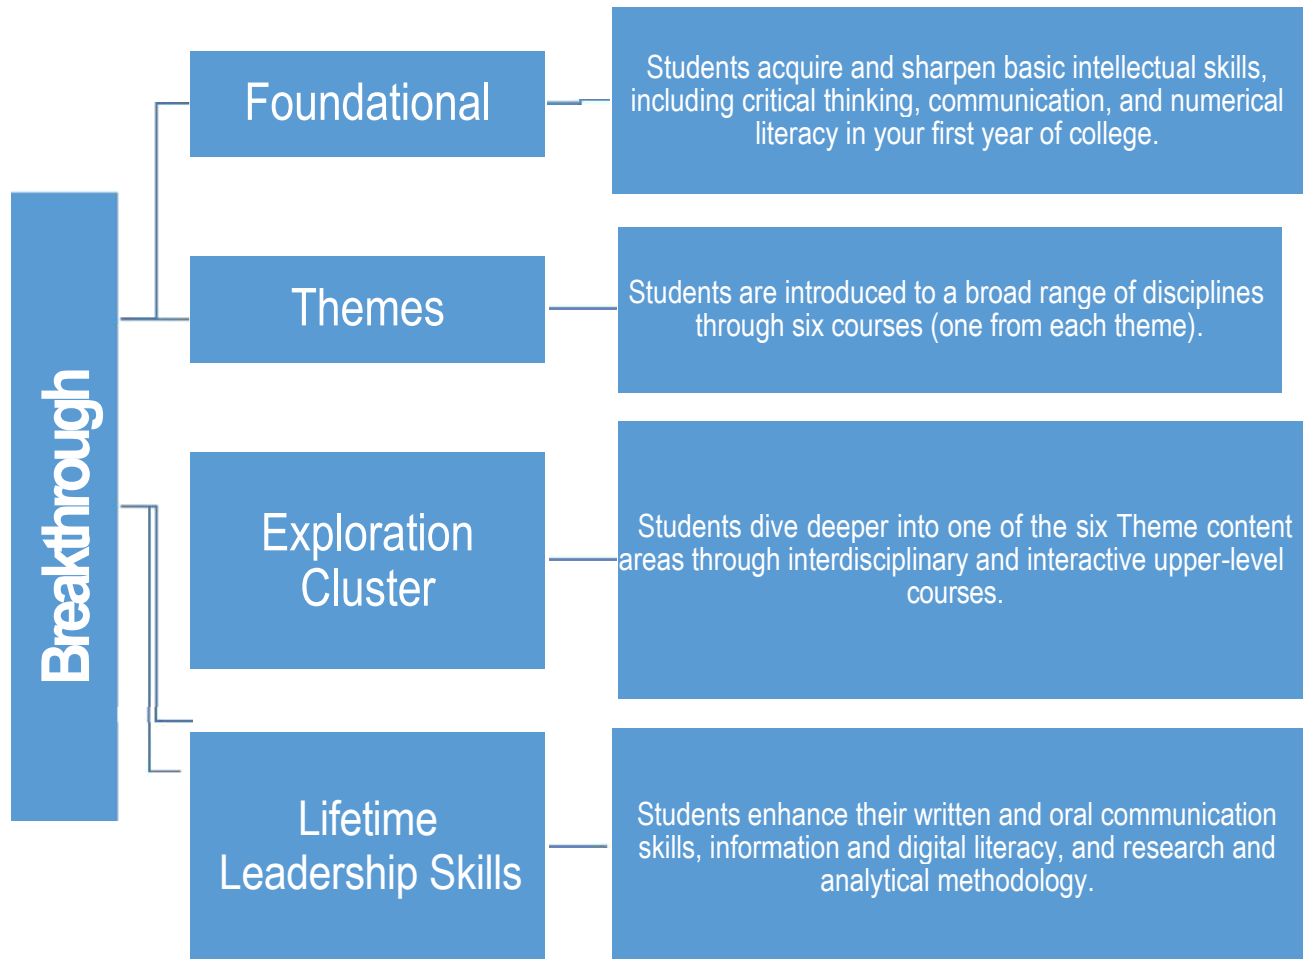 Breakthrough
Foundational
Students acquire and sharpen basic intellectual skills,
including critical thinking, communication, and numerical
literacy in your first year of college.
Themes
Students are introduced to a broad range of disciplines
through six courses (one from each theme).
Exploration
Cluster
Students dive deeper into one of the six Theme content
areas through interdisciplinary and interactive upper-level
courses.
Lifetime
Leadership Skills
Students enhance their written and oral communication
skills, information and digital literacy, and research and
analytical methodology.